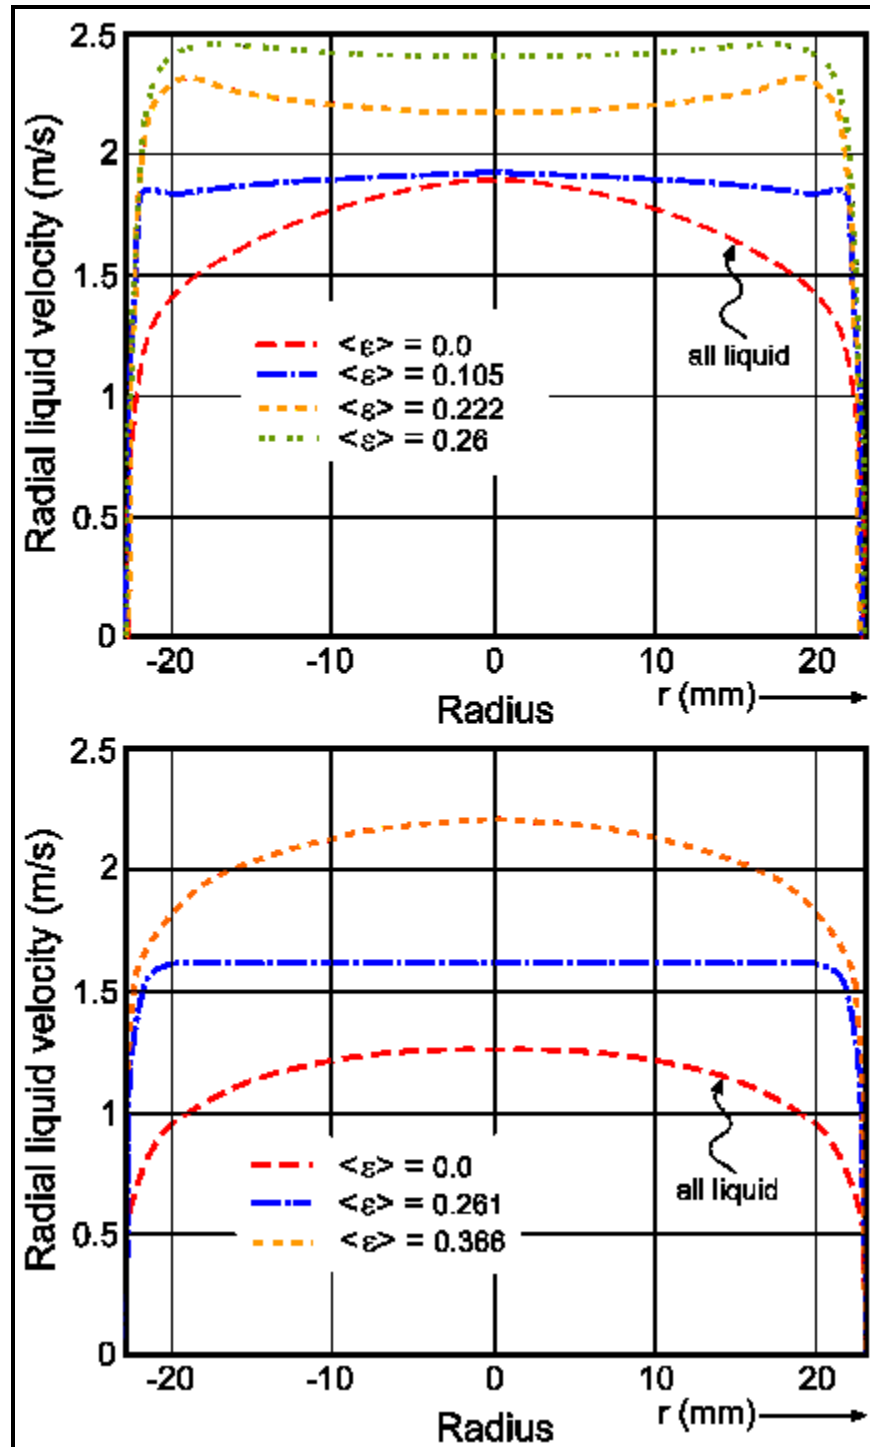 Radial liquid velocity (m/s)
2.5
2
1.5
1
0.5
0
<ε> = 0.0
<ε> = 0.105
<ε> = 0.222
<ε> = 0.26
all liquid
-20
-10
0
10
20
r (mm)
Radius
Radial liquid velocity (m/s)
2.5
2
1.5
1
0.5
0
<ε> = 0.0
<ε> = 0.261
<ε> = 0.366
all liquid
-20
-10
0
10
20
r (mm)
Radius